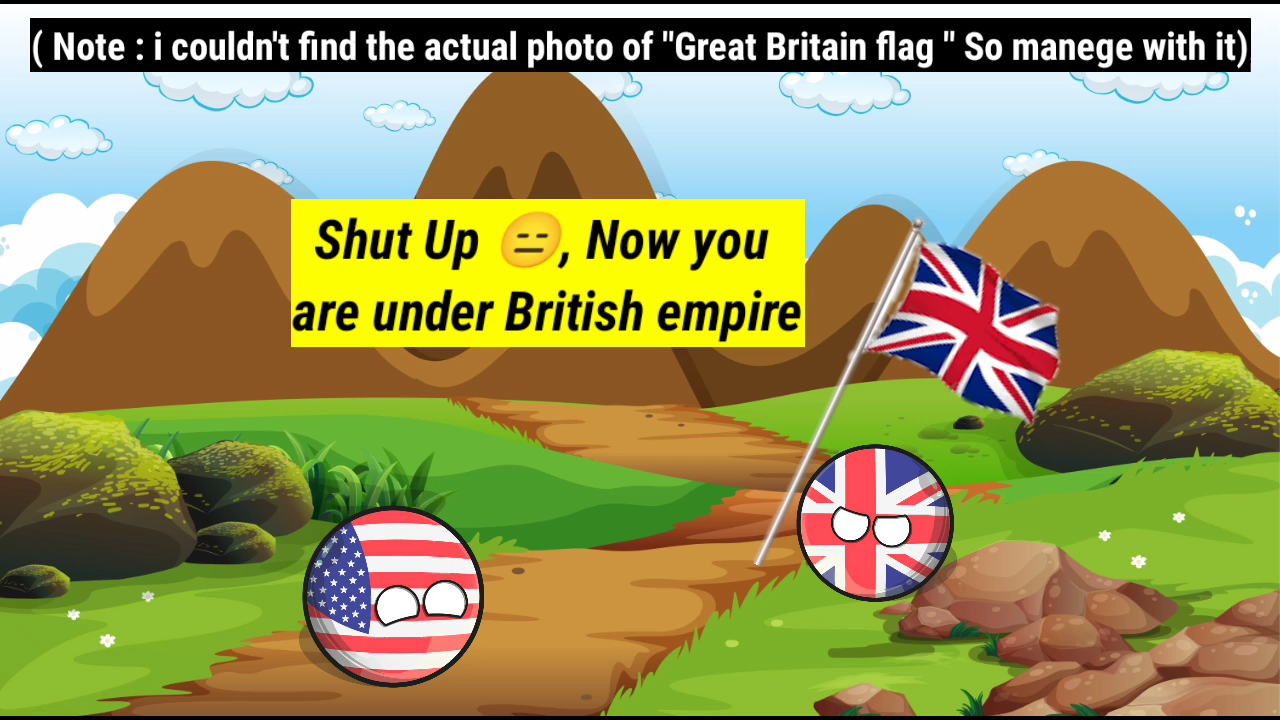 ( Note : i couldn't find the actual photo of "Great Britain flag " So manege with it)
Shut Up 😑, Now you
are under British empire